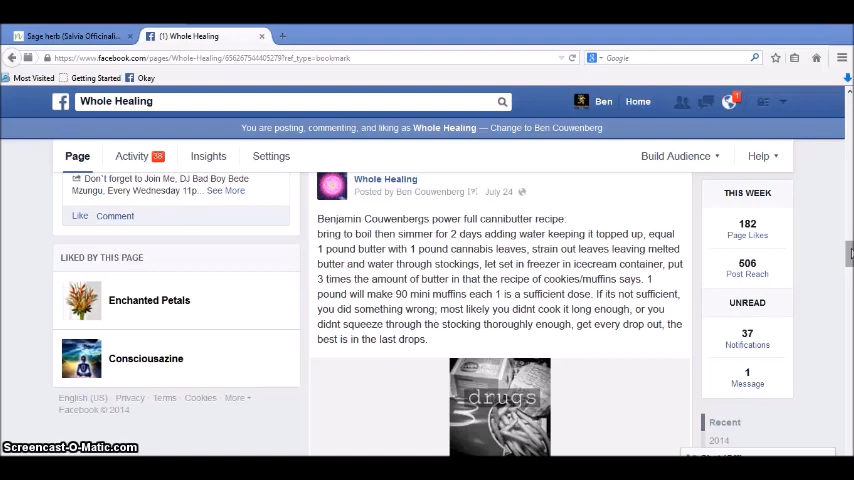 Sage herb (Salvia Officinali...
(1) Whole Healing
https://www.facebook.com/pages/Whole-Healing/656267544405279?ref_type=bookmark
Google
Most Visited
Getting Started
Okay
Whole Healing
Ben
Home
1
You are posting, commenting, and liking as Whole Healing — Change to Ben Couwenberg
Page
Activity 38
Insights
Settings
Build Audience
Help
Don`t forget to Join Me, DJ Bad Boy Bede
Mzungu, Every Wednesday 11p... See More
Like Comment
LIKED BY THIS PAGE
Enchanted Petals
Consciousazine
English (US) · Privacy · Terms · Cookies · More
Facebook © 2014
Whole Healing
Posted by Ben Couwenberg [?] · July 24 ·
Benjamin Couwenbergs power full cannibutter recipe:
bring to boil then simmer for 2 days adding water keeping it topped up, equal
1 pound butter with 1 pound cannabis leaves, strain out leaves leaving melted
butter and water through stockings, let set in freezer in icecream container, put
3 times the amount of butter in that the recipe of cookies/muffins says. 1
pound will make 90 mini muffins each 1 is a sufficient dose. If its not sufficient,
you did something wrong; most likely you didnt cook it long enough, or you
didnt squeeze through the stocking thoroughly enough, get every drop out, the
best is in the last drops.
drugs
THIS WEEK
182
Page Likes
506
Post Reach
UNREAD
37
Notifications
1
Message
Recent
2014
Screencast-O-Matic.com